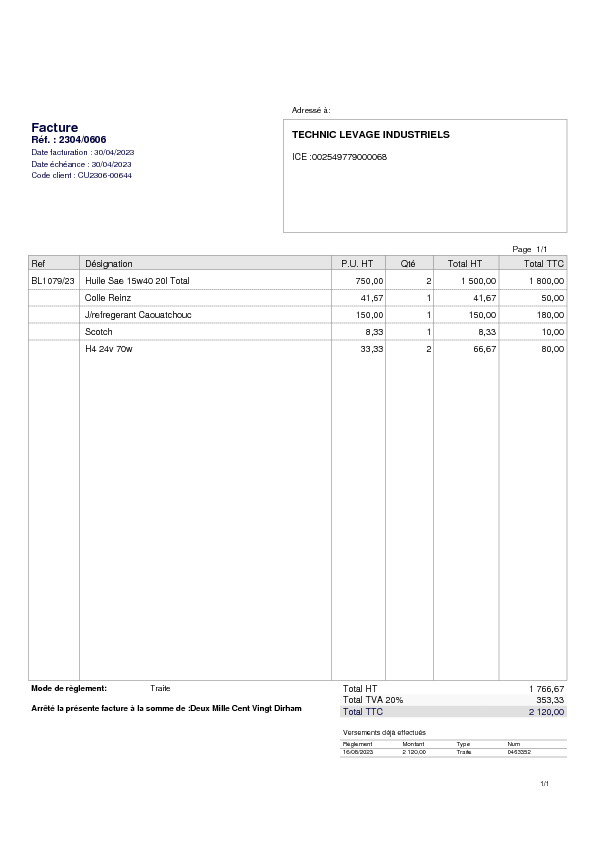 Adressé à:
Facture
Réf. : 2304/0606
Date facturation : 30/04/2023
Date échéance : 30/04/2023
Code client : CU2306-00644
TECHNIC LEVAGE INDUSTRIELS
ICE :002549779000068
Page 1/1
Ref Désignation P.U. HT Qté Total HT Total TTC
BL1079/23 Huile Sae 15w40 20l Total 750,00 2 1 500,00 1 800,00
Colle Reinz 41,67 1 41,67 50,00
J/refregerant Caouatchouc 150,00 1 150,00 180,00
Scotch 8,33 1 8,33 10,00
H4 24v 70w 33,33 2 66,67 80,00
Mode de règlement: Traite
Arrêté la présente facture à la somme de :Deux Mille Cent Vingt Dirham
Total HT 1 766,67
Total TVA 20% 353,33
Total TTC 2 120,00
Versements déjà effectués
Règlement Montant Type Num
16/08/2023 2 120,00 Traite 0463352
1/1